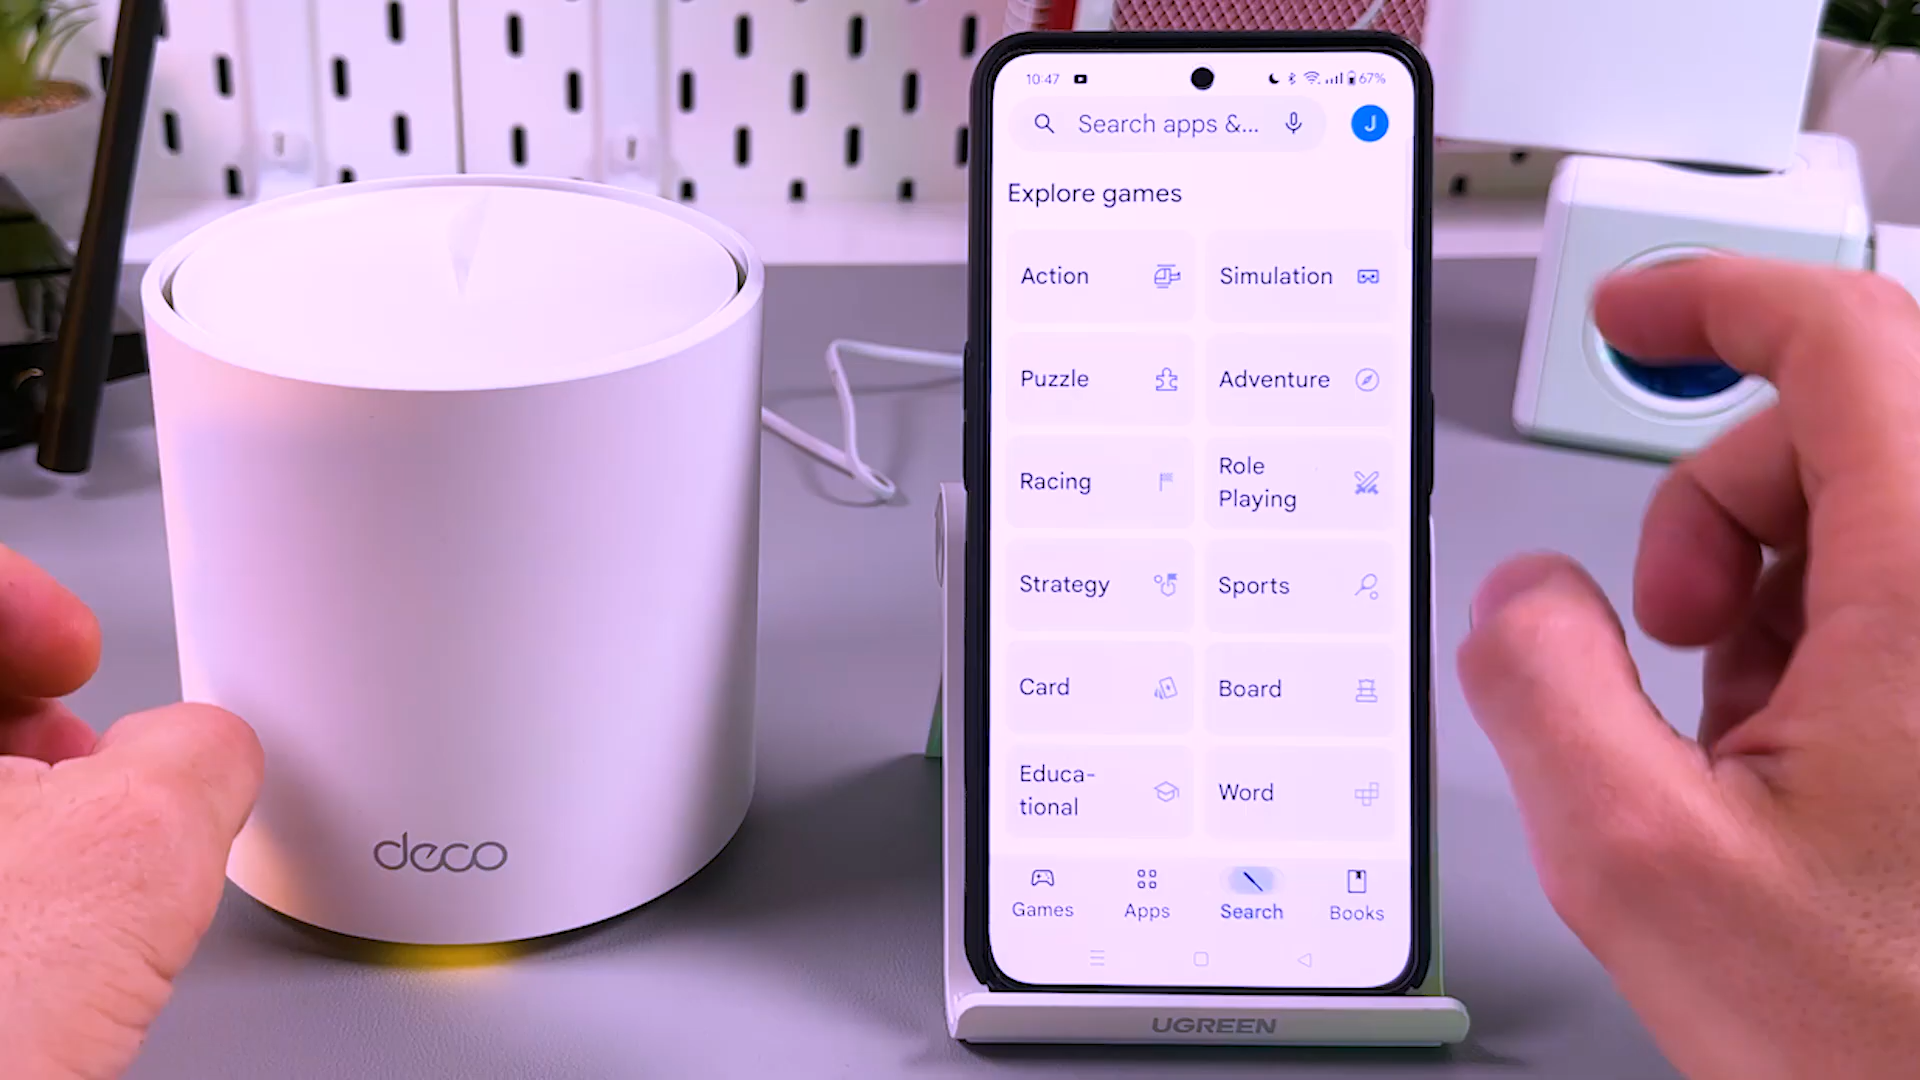 10:47
67%
Search apps &...
J
Explore games
Action
Simulation
Puzzle
Adventure
Racing
Role
Playing
Strategy
Sports
Card
Board
Educa-
tional
Word
Games
Apps
Search
Books
deco
UGREEN